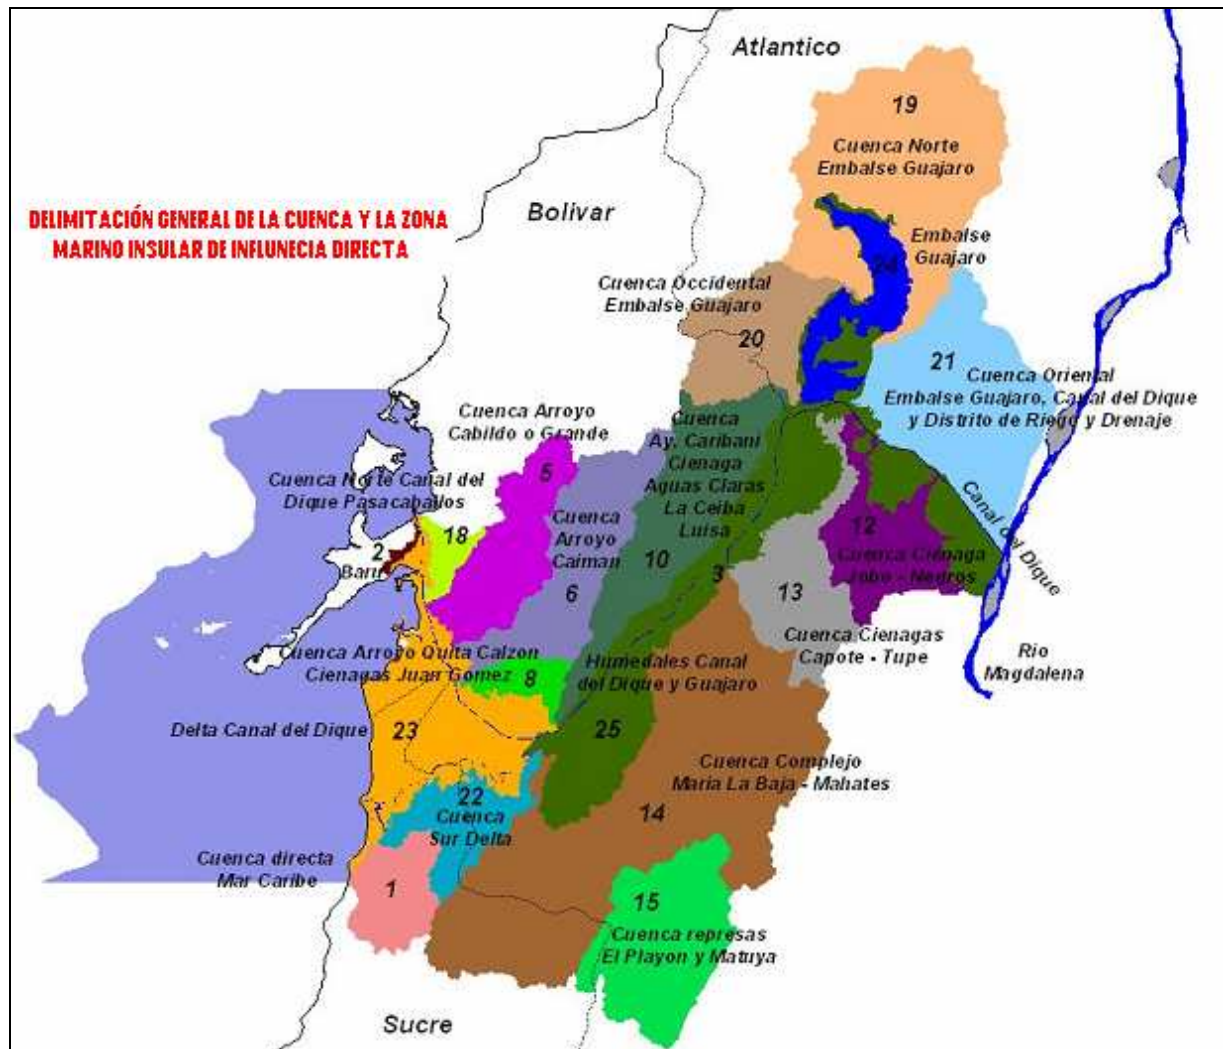 Atlantico
19
Cuenca Norte
Embalse Guajaro
Bolivar
DELIMITACIÓN GENERAL DE LA CUENCA Y LA ZONA
MARINO INSULAR DE INFLUNECIA DIRECTA
Embalse
Guajaro
24
Cuenca Occidental
Embalse Guajaro
20
21
Cuenca Oriental
Embalse Guajaro, Canal del Dique
y Distrito de Riego y Drenaje
Cuenca Arroyo
Cabildo o Grande
5
Cuenca
Ay. Caribani
Cienaga
Aguas Claras
La Ceiba
Luisa
Cuenca Norte Canal del
Dique Pasacaballos
18
2
Baru
Cuenca
Arroyo
Caiman
6
10
3
12
Cuenca Cienaga
Jobo - Negros
Canal del Dique
13
Cuenca Cienagas
Capote - Tupe
Rio
Magdalena
Cuenca Arroyo Quita Calzon
Cienagas Juan Gomez
8
Humedales Canal
del Dique y Guajaro
Delta Canal del Dique
23
25
Cuenca Complejo
Maria La Baja - Mahates
14
22
Cuenca
Sur Delta
Cuenca directa
Mar Caribe
1
15
Cuenca represas
El Playon y Matuya
Sucre